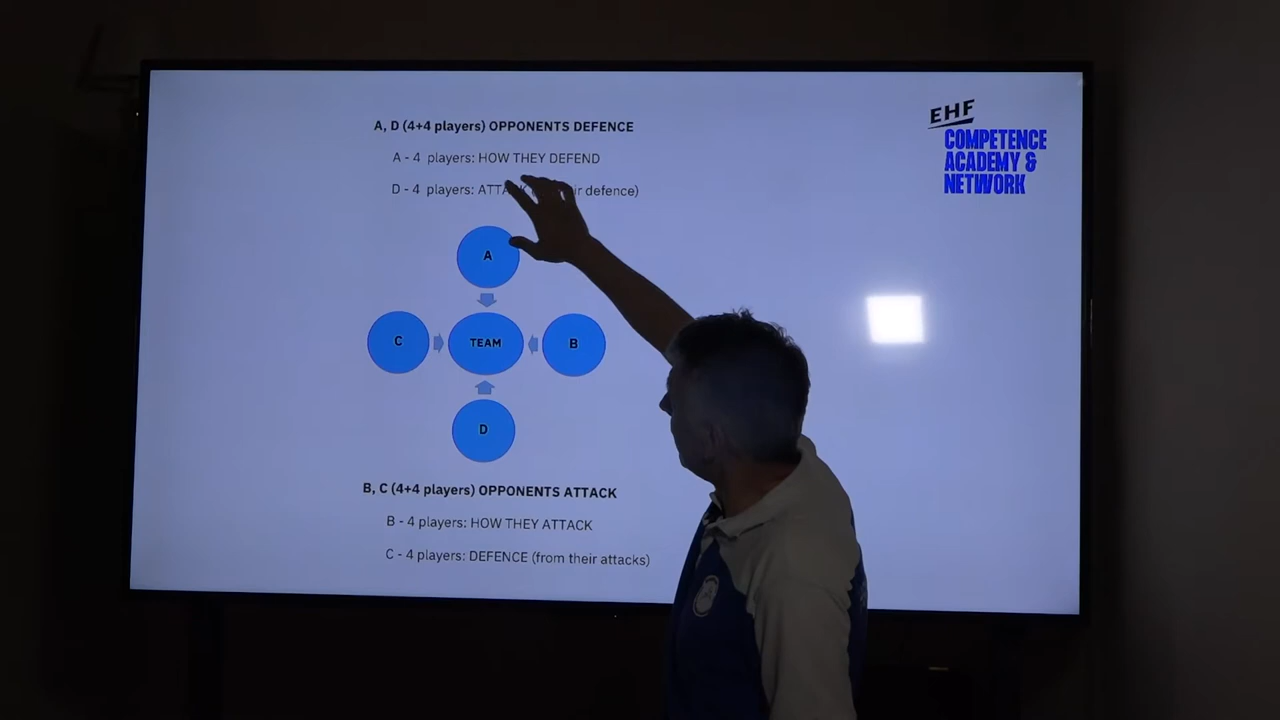 A, D (4+4 players) OPPONENTS DEFENCE
EHF
COMPETENCE
ACADEMY &
NETWORK
A - 4 players: HOW THEY DEFEND
D - 4 players: defence)
A
C
TEAM
B
D
B, C (4+4 players) OPPONENTS ATTACK
B - 4 players: HOW THEY ATTACK
C - 4 players: DEFENCE (from their attacks)